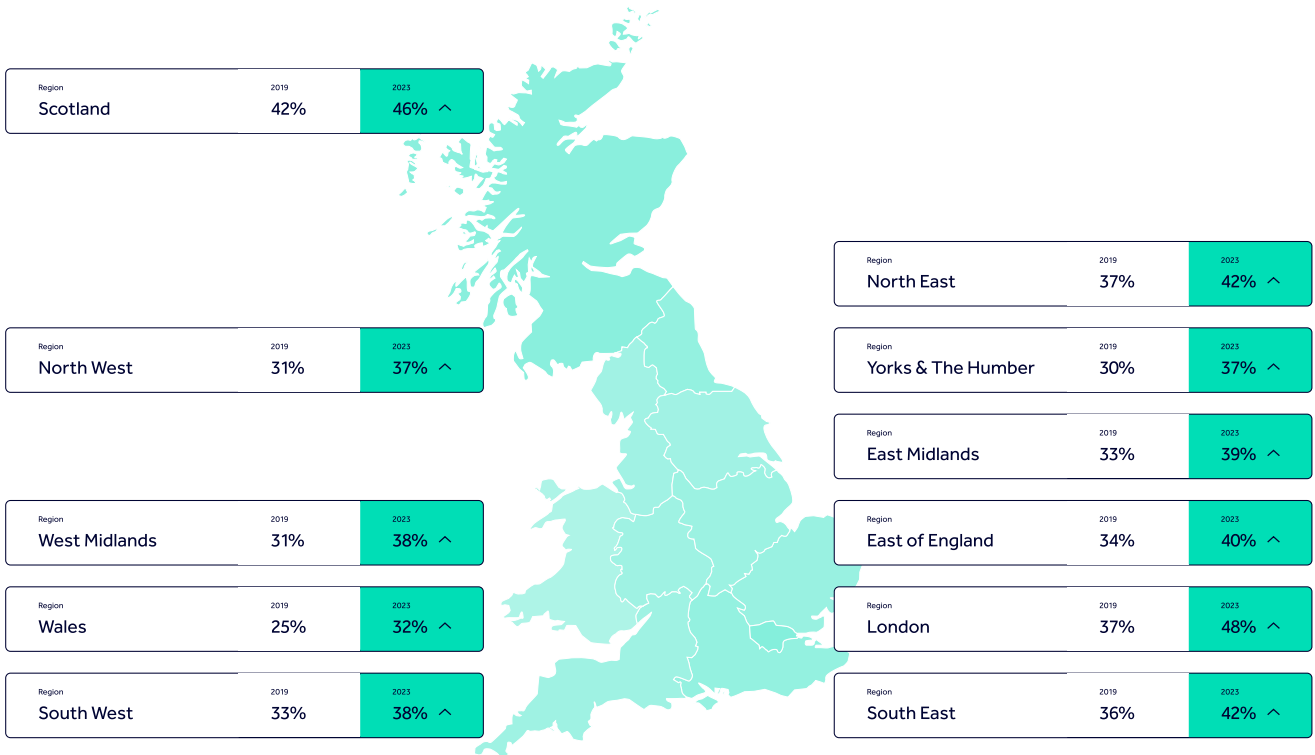 Region 2019 2023
Scotland 42% 46%
Region 2019 2023
North East 37% 42%
Region 2019 2023
North West 31% 37%
Region 2019 2023
Yorks & The Humber 30% 37%
Region 2019 2023
East Midlands 33% 39%
Region 2019 2023
West Midlands 31% 38%
Region 2019 2023
East of England 34% 40%
Region 2019 2023
Wales 25% 32%
Region 2019 2023
London 37% 48%
Region 2019 2023
South West 33% 38%
Region 2019 2023
South East 36% 42%